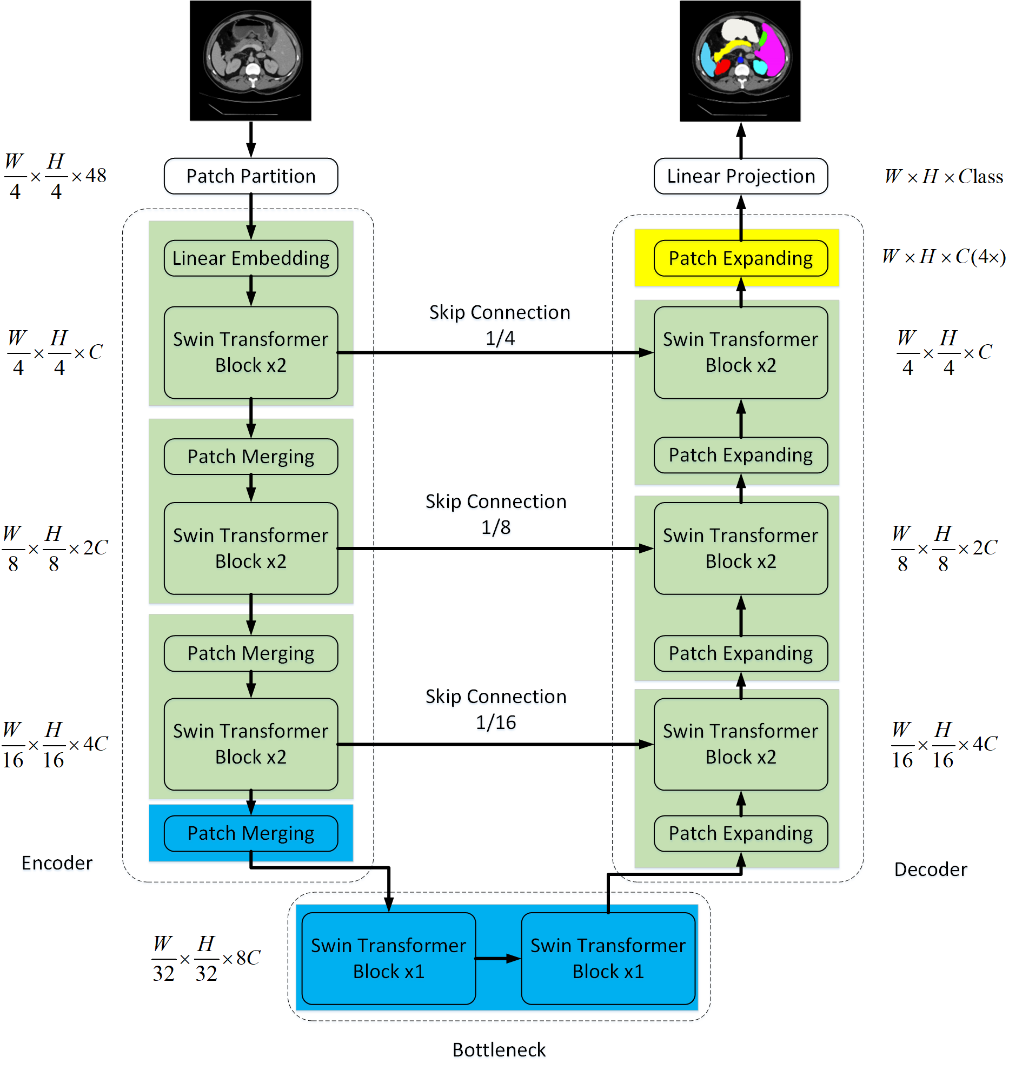 W/4 × H/4 × 48
Patch Partition
Linear Projection
W × H × Class
Linear Embedding
Patch Expanding
W × H × C(4×)
W/4 × H/4 × C
Swin Transformer
Block x2
Skip Connection
1/4
Swin Transformer
Block x2
W/4 × H/4 × C
Patch Merging
Patch Expanding
W/8 × H/8 × 2C
Swin Transformer
Block x2
Skip Connection
1/8
Swin Transformer
Block x2
W/8 × H/8 × 2C
Patch Merging
Patch Expanding
W/16 × H/16 × 4C
Swin Transformer
Block x2
Skip Connection
1/16
Swin Transformer
Block x2
W/16 × H/16 × 4C
Patch Merging
Patch Expanding
Encoder
Decoder
W/32 × H/32 × 8C
Swin Transformer
Block x1
Swin Transformer
Block x1
Bottleneck